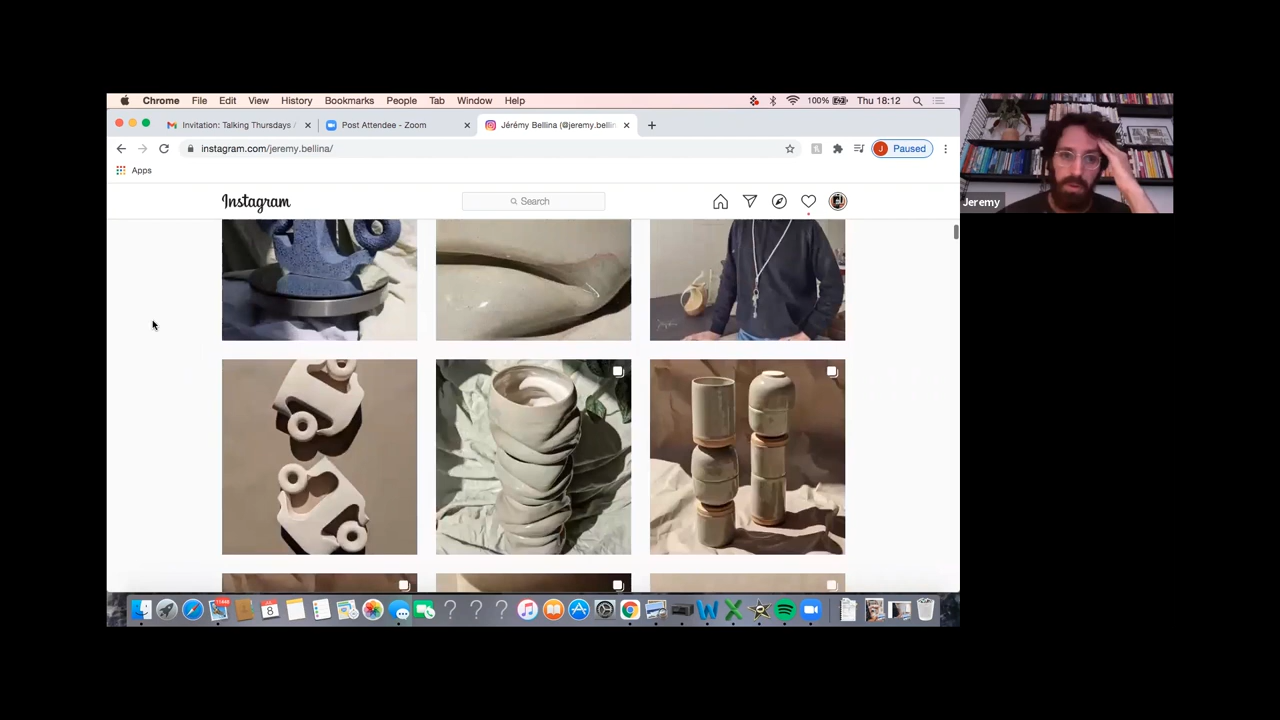 Chrome File Edit View History Bookmarks People Tab Window Help 100% Thu 18:12
Invitation: Talking Thursdays / Post Attendee - Zoom Jérémy Bellina (@jeremy.bellin
instagram.com/jeremy.bellina/ J Paused
Apps
Instagram Search
Jeremy
8